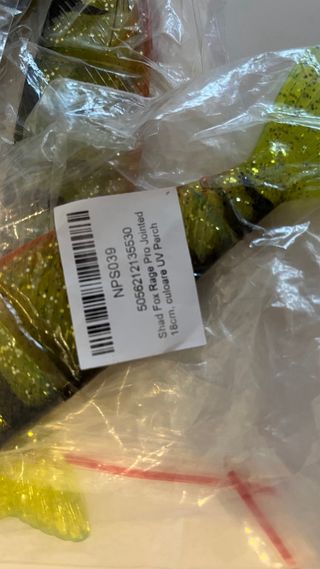 NPS039
5056212135530
Shad Fox Rage Pro Jointed
18cm, culoare UV Perch